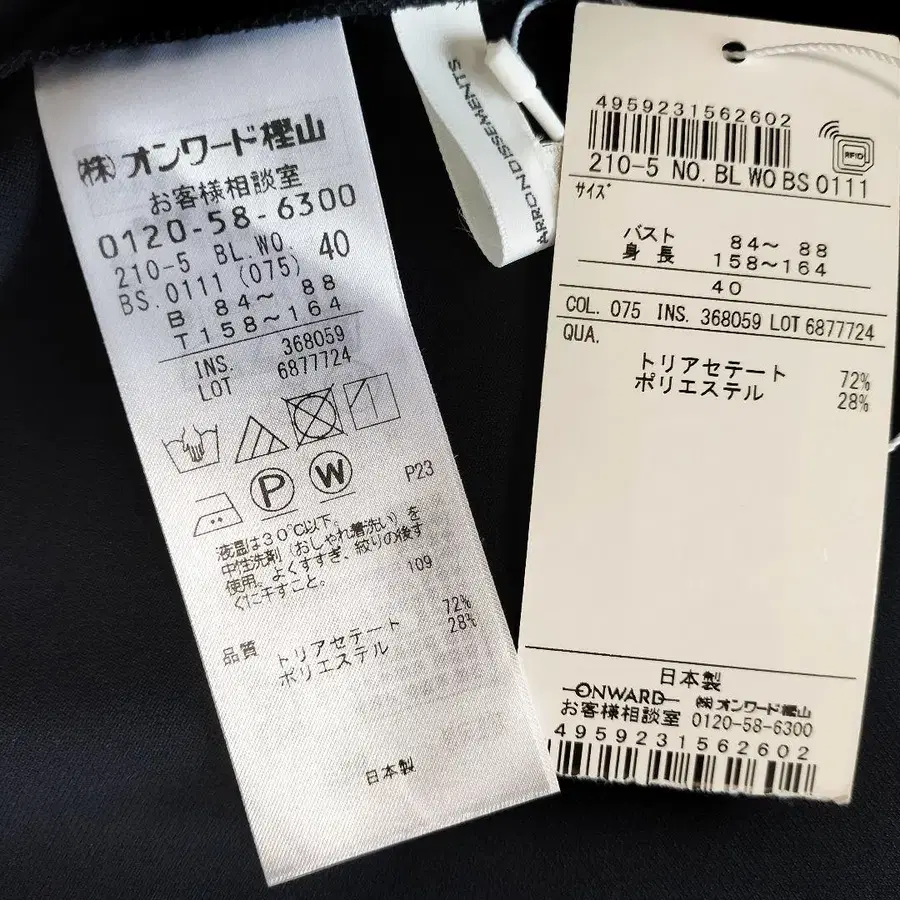 (株)オンワード樫山
お客様相談室
0120-58-6300
210-5 BL.WO. 40
BS.0111 (075)
B 84～ 88
T 158～164
INS. 368059
LOT 6877724
P W P23
液温は30℃以下。
中性洗剤(おしゃれ着洗い)を
使用。よくすすぎ、絞りの後す
ぐに干すこと。 109
品質 トリアセテート 72%
ポリエステル 28%
日本製
ARRONDISSEMENTS
4959231562602
RFID
210-5 NO. BL WO BS 0111
サイズ
バスト 84～ 88
身長 158～164
40
COL. 075 INS. 368059 LOT 6877724
QUA.
トリアセテート 72%
ポリエステル 28%
日本製
ONWARD ㈱オンワード樫山
お客様相談室 0120-58-6300
4959231562602